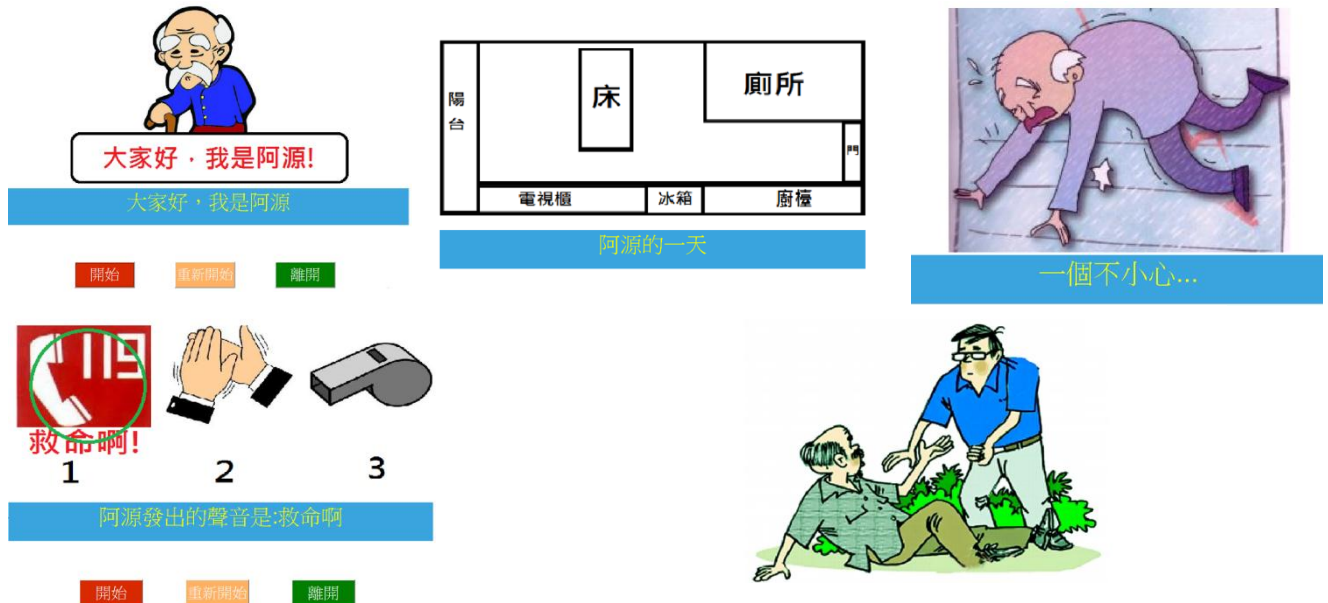 大家好，我是阿源!
大家好，我是阿源
開始
重新開始
離開
陽台
床
廁所
門
電視櫃
冰箱
廚檯
阿源的一天
一個不小心...
119
救命啊!
1
2
3
阿源發出的聲音是:救命啊
開始
重新開始
離開